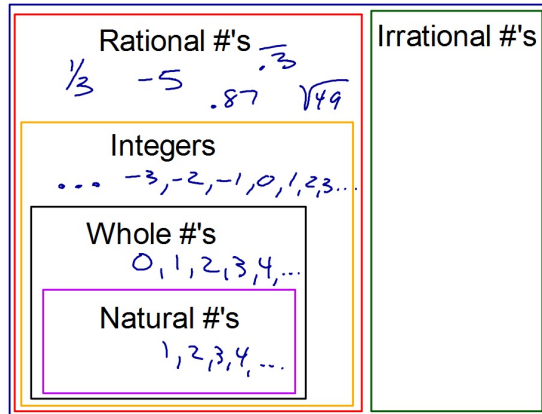 Rational #'s
Irrational #'s
1/3 -5 .87 .3̅ √49
Integers
... -3, -2, -1, 0, 1, 2, 3...
Whole #'s
0, 1, 2, 3, 4, ...
Natural #'s
1, 2, 3, 4, ...